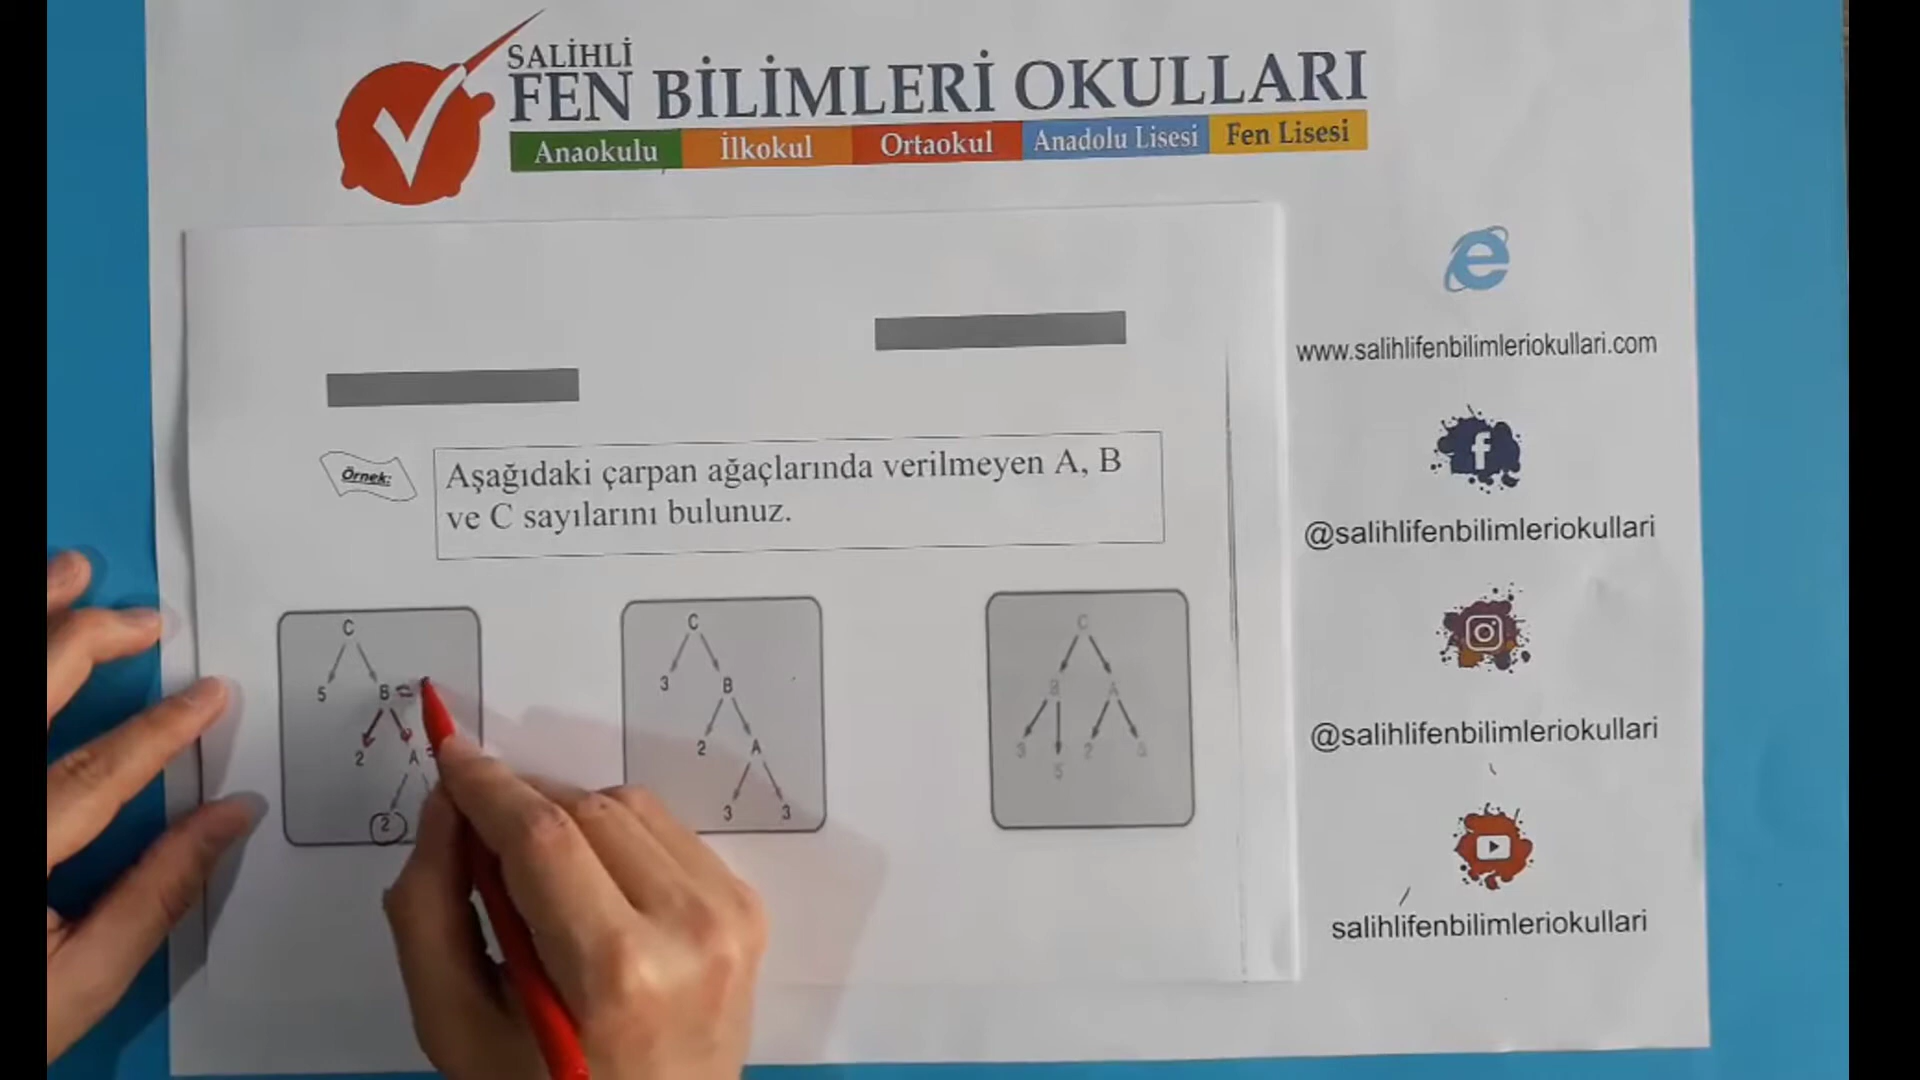 SALİHLİ
FEN BİLİMLERİ OKULLARI
Anaokulu İlkokul Ortaokul Anadolu Lisesi Fen Lisesi
www.salihlifenbilimleriokullari.com
@salihlifenbilimleriokullari
@salihlifenbilimleriokullari
salihlifenbilimleriokullari
Örnek:
Aşağıdaki çarpan ağaçlarında verilmeyen A, B
ve C sayılarını bulunuz.
C
5 B =
2 A =
2
C
3 B
2 A
3 3
C
B A
3 5 2